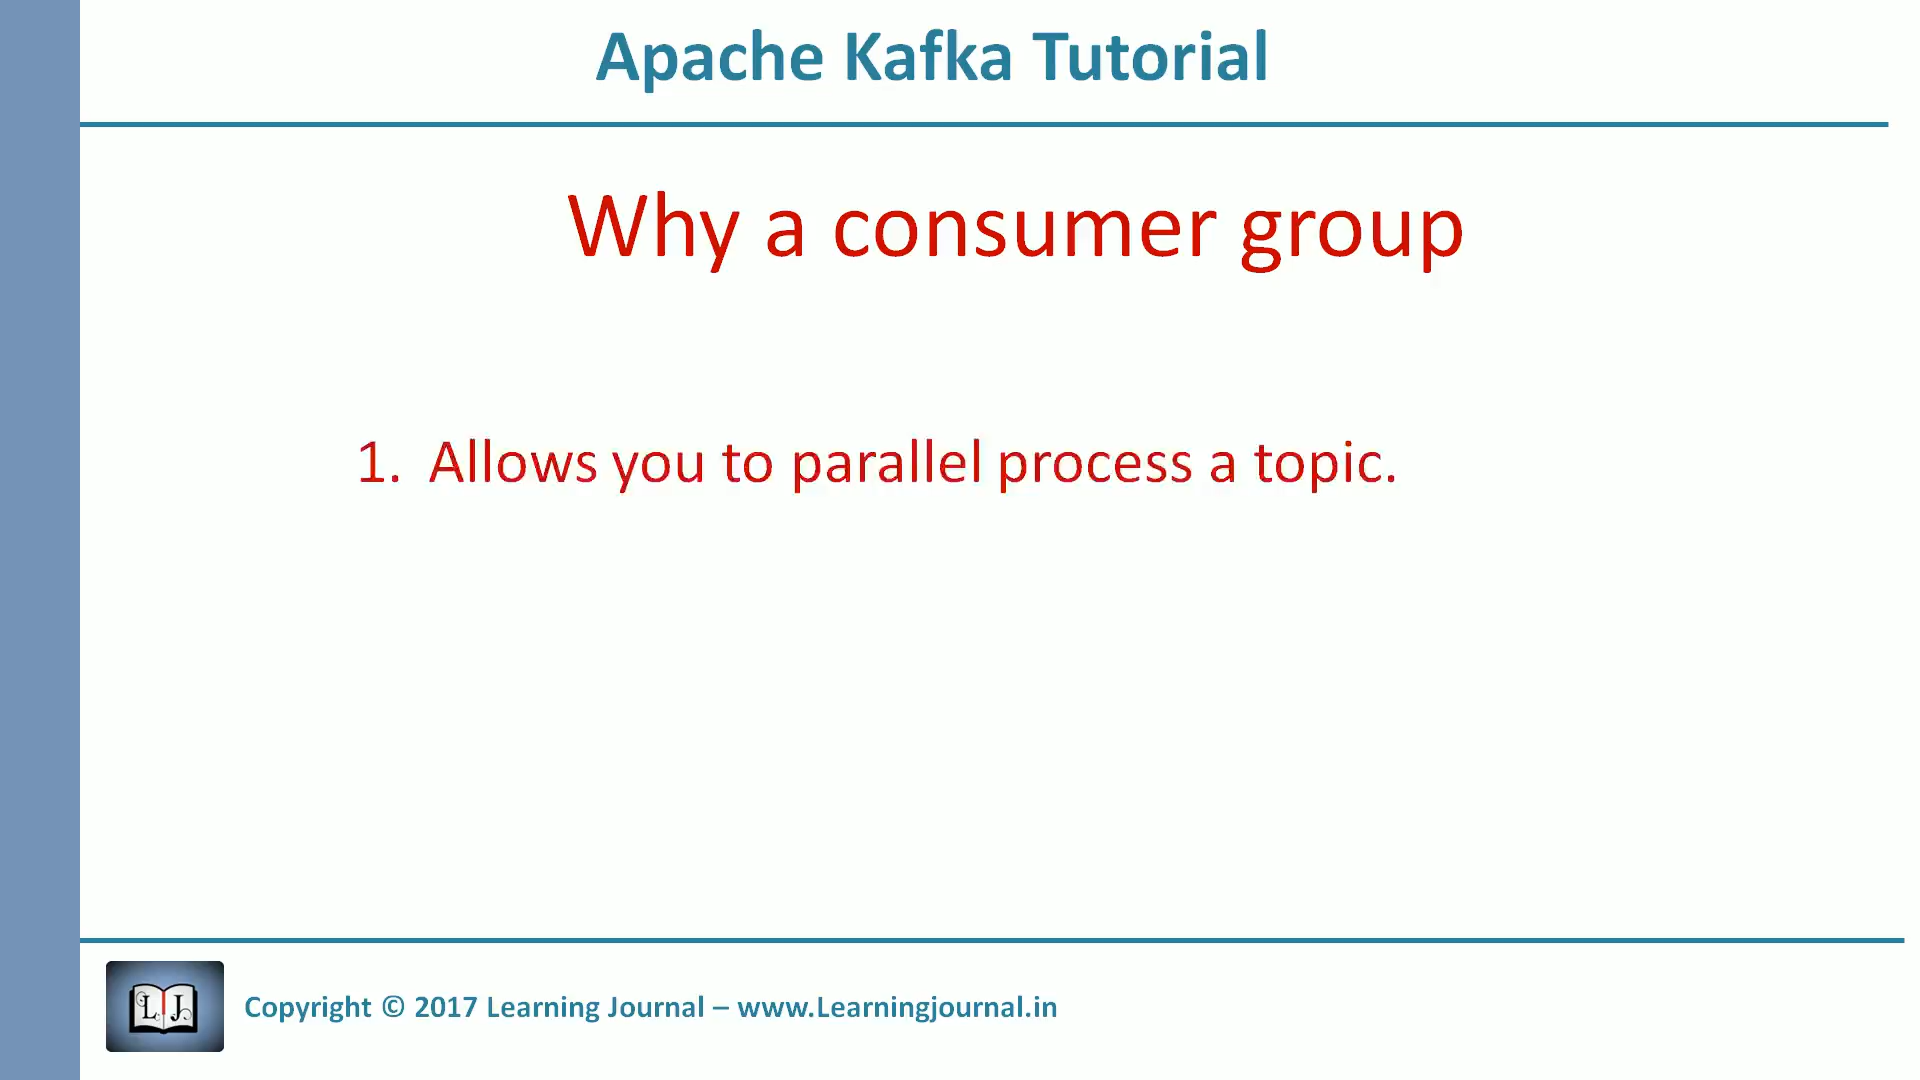 Apache Kafka Tutorial
Why a consumer group
1. Allows you to parallel process a topic.
L J
Copyright © 2017 Learning Journal – www.Learningjournal.in